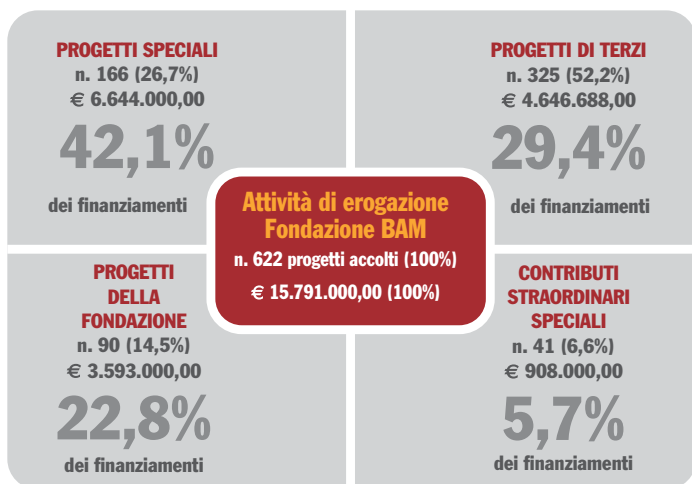 PROGETTI SPECIALI
n. 166 (26,7%)
€ 6.644.000,00
42,1%
dei finanziamenti
PROGETTI DI TERZI
n. 325 (52,2%)
€ 4.646.688,00
29,4%
dei finanziamenti
Attività di erogazione
Fondazione BAM
n. 622 progetti accolti (100%)
€ 15.791.000,00 (100%)
PROGETTI
DELLA
FONDAZIONE
n. 90 (14,5%)
€ 3.593.000,00
22,8%
dei finanziamenti
CONTRIBUTI
STRAORDINARI
SPECIALI
n. 41 (6,6%)
€ 908.000,00
5,7%
dei finanziamenti